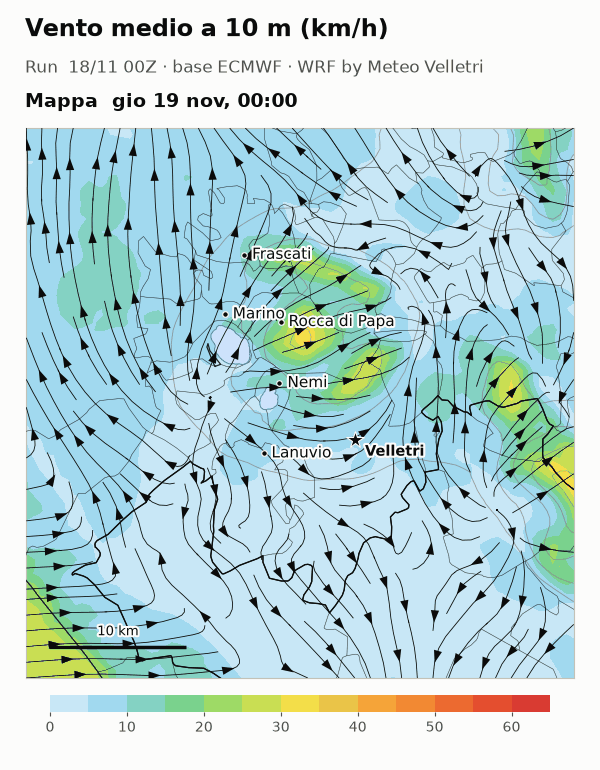 Vento medio a 10 m (km/h)
Run  18/11 00Z · base ECMWF · WRF by Meteo Velletri
Mappa  gio 19 nov, 00:00
Frascati
Marino
Rocca di Papa
Nemi
Lanuvio
Velletri
10 km
0 10 20 30 40 50 60